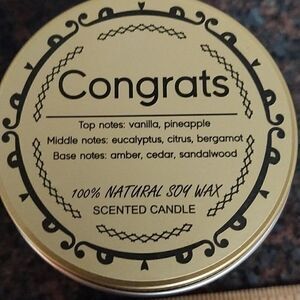 Congrats
Top notes: vanilla, pineapple
Middle notes: eucalyptus, citrus, bergamot
Base notes: amber, cedar, sandalwood
100% NATURAL SOY WAX
SCENTED CANDLE